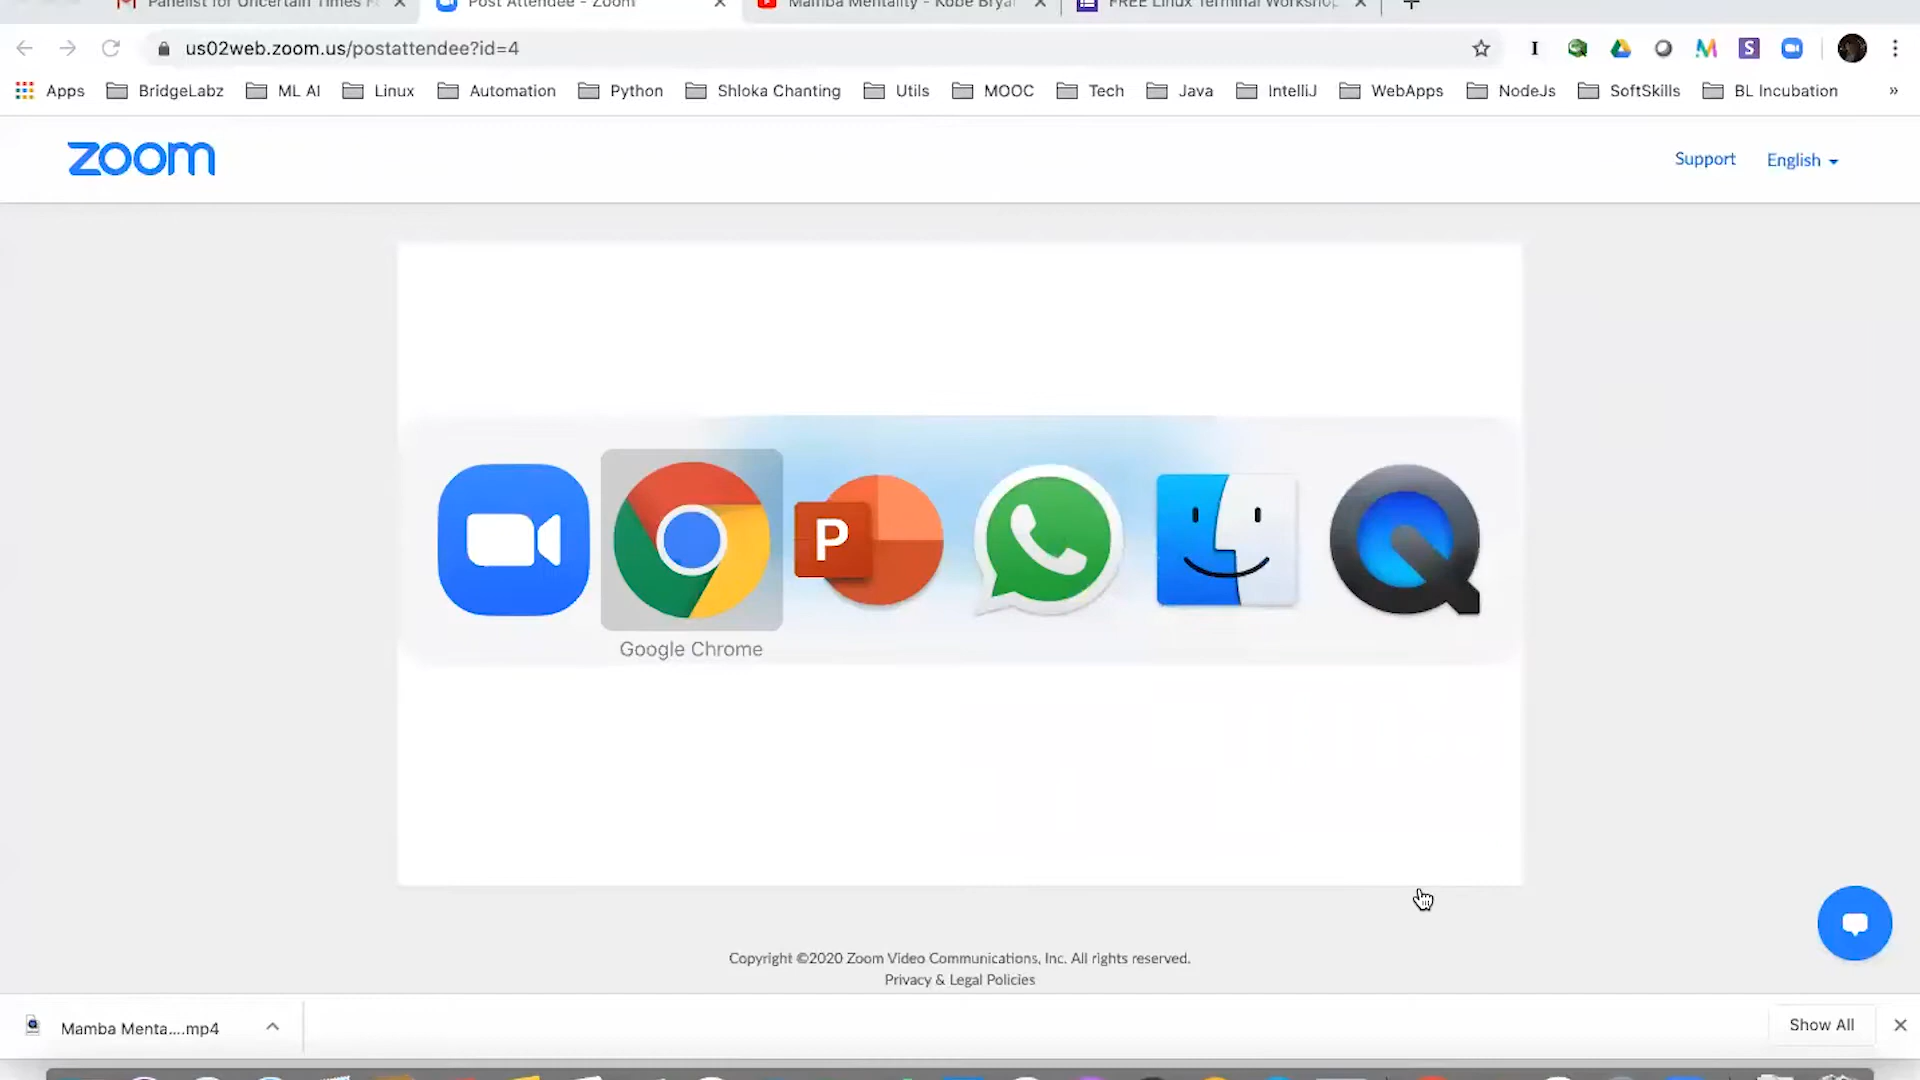 Panelist for Uncertain Times
Post Attendee - Zoom
Mamba Mentality - Kobe Bryan
FREE Linux Terminal Workshop
us02web.zoom.us/postattendee?id=4
Apps BridgeLabz ML AI Linux Automation Python Shloka Chanting Utils MOOC Tech Java IntelliJ WebApps NodeJs SoftSkills BL Incubation »
zoom
Support English
P
Google Chrome
Copyright ©2020 Zoom Video Communications, Inc. All rights reserved.
Privacy & Legal Policies
Mamba Menta....mp4
Show All